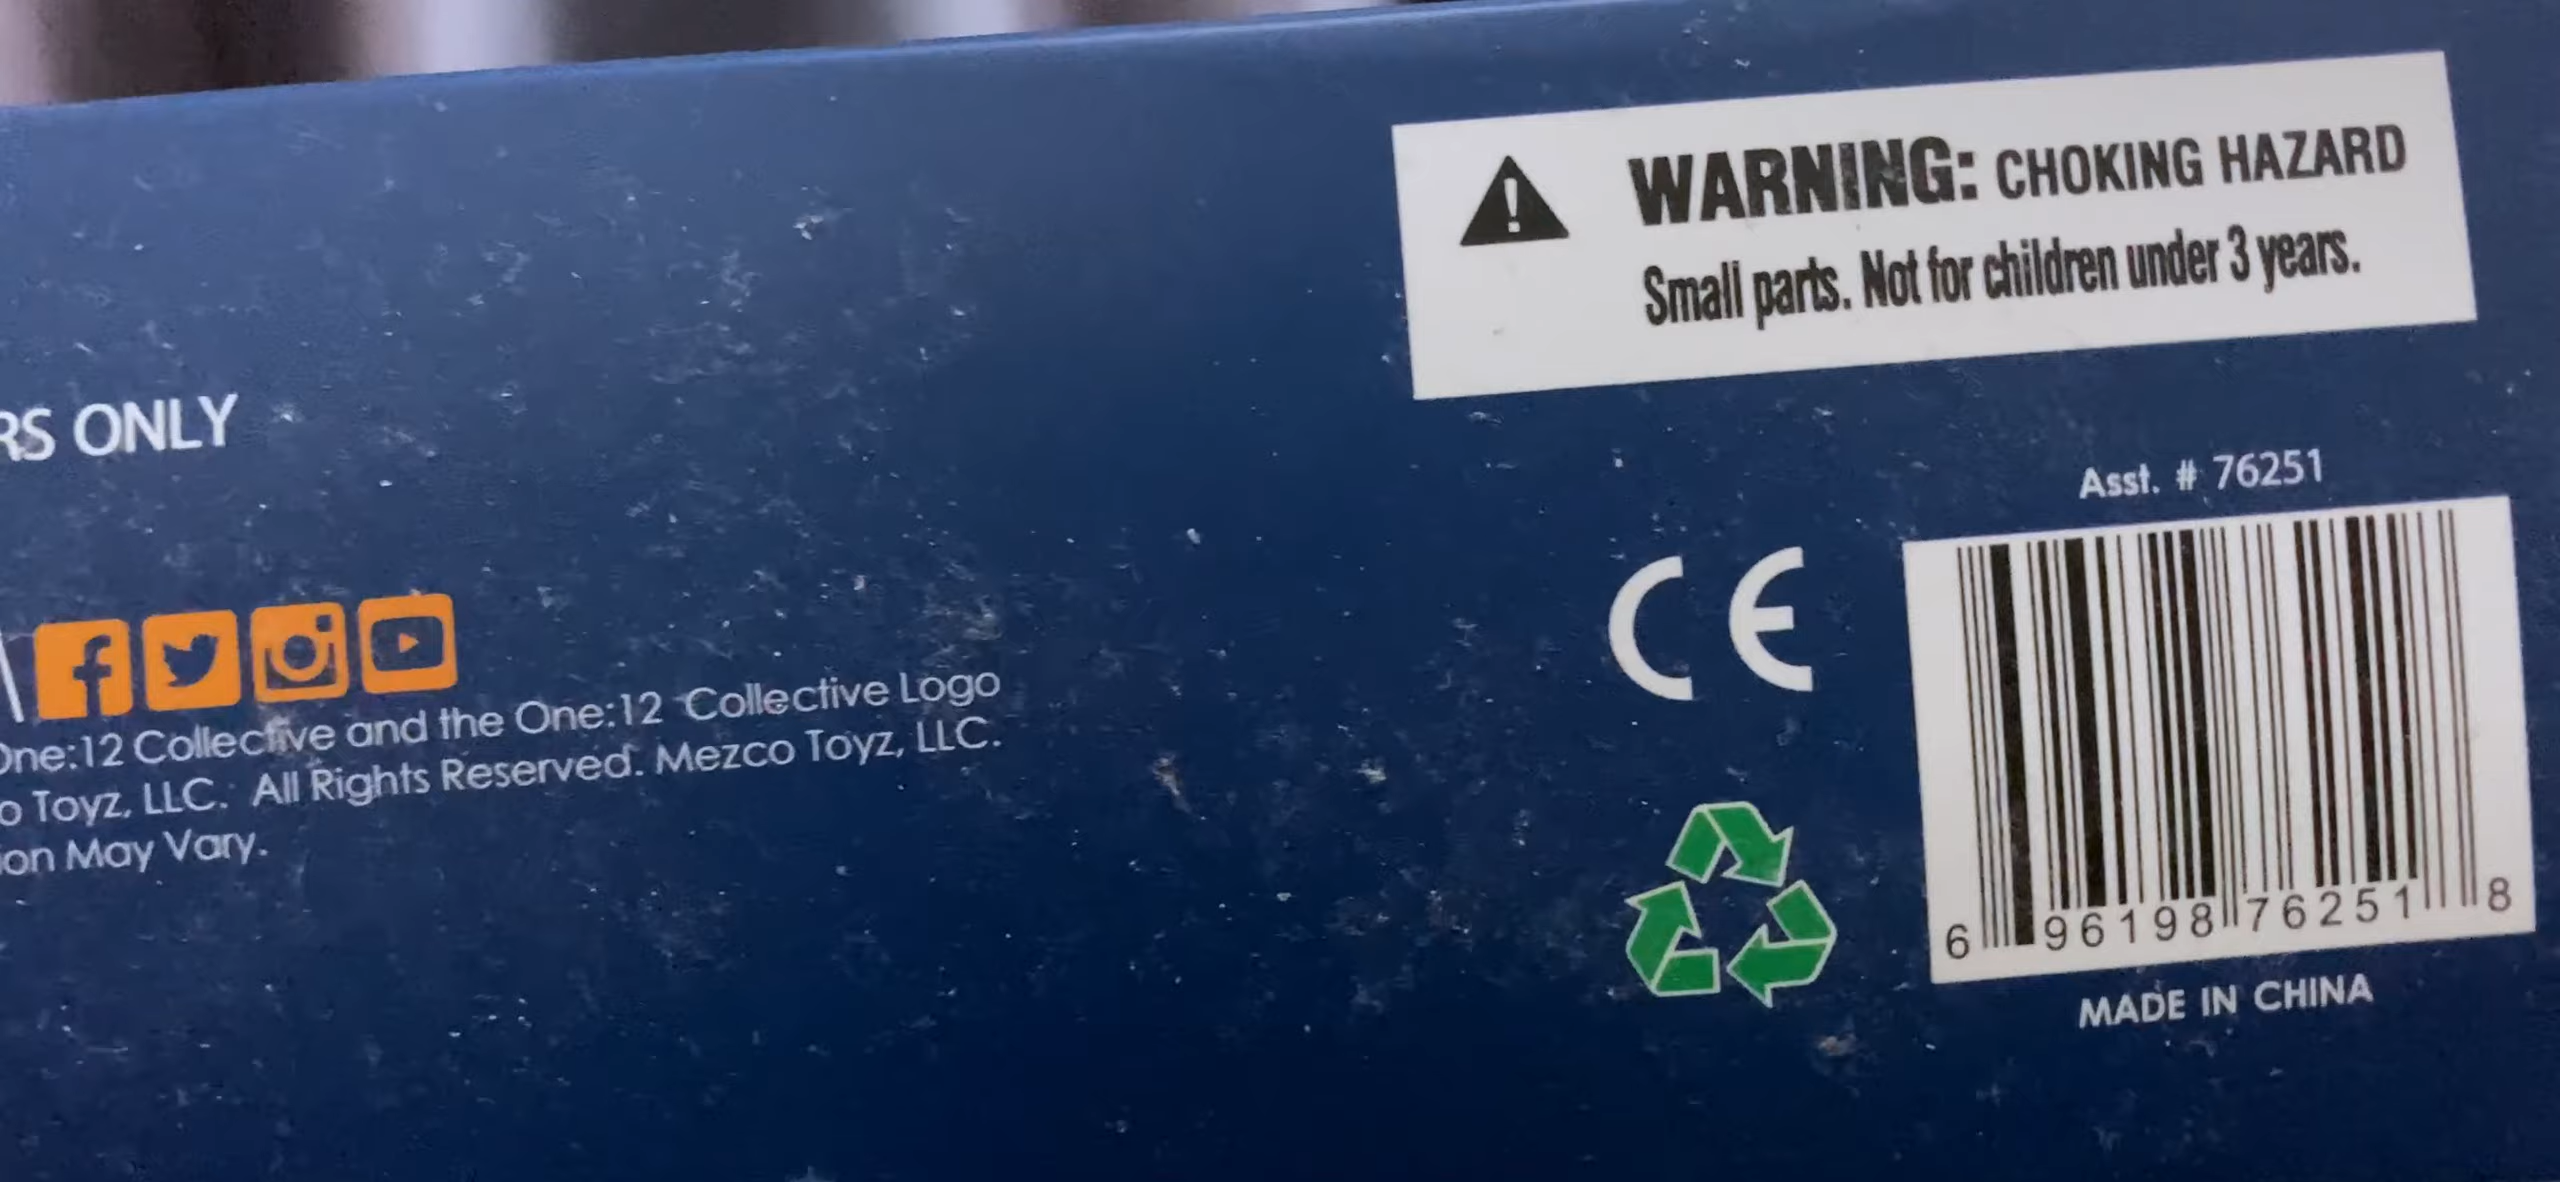 WARNING: CHOKING HAZARD
Small parts. Not for children under 3 years.
RS ONLY
Asst. # 76251
One:12 Collective and the One:12 Collective Logo
o Toyz, LLC. All Rights Reserved. Mezco Toyz, LLC.
ion May Vary.
CE
6 96198 76251 8
MADE IN CHINA